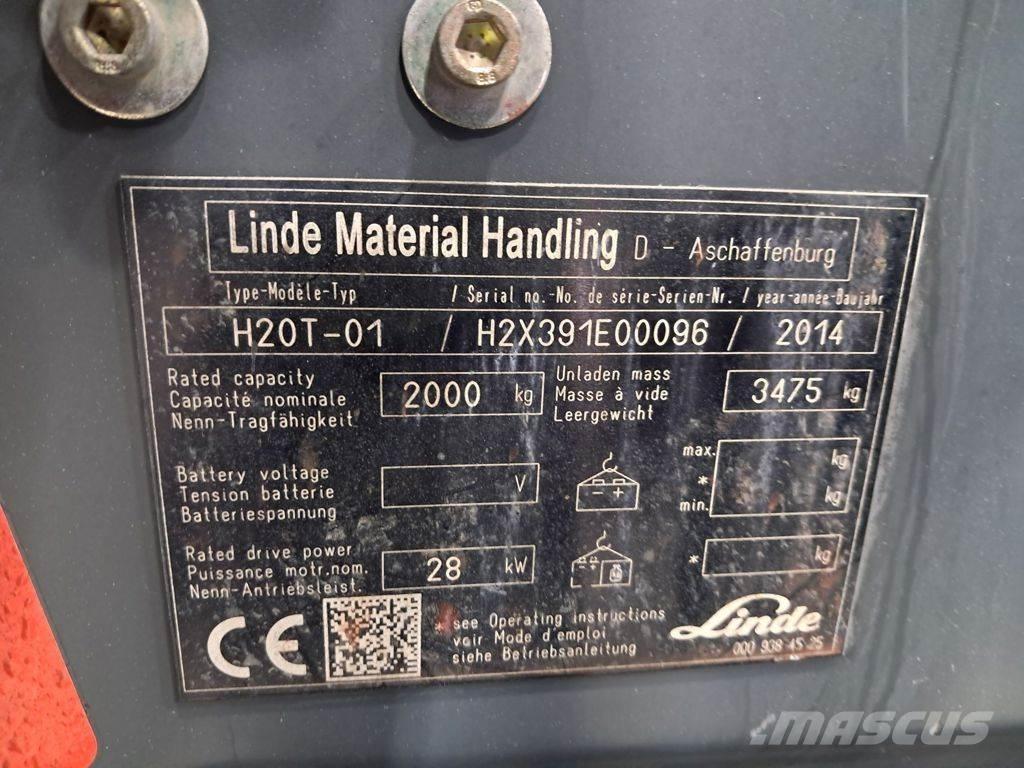 Linde Material Handling D - Aschaffenburg
Type-Modèle-Typ / Serial no.-No. de série-Serien-Nr. / year-année-Baujahr
H20T-01 / H2X391E00096 / 2014
Rated capacity
Capacité nominale
Nenn-Tragfähigkeit
2000 kg
Unladen mass
Masse à vide
Leergewicht
3475 kg
Battery voltage
Tension batterie
Batteriespannung
V
- +
max. kg
*
min. kg
Rated drive power
Puissance motr.nom.
Nenn-Antriebsleist.
28 kW
* kg
CE
* see Operating instructions
voir Mode d'emploi
siehe Betriebsanleitung
Linde
000 938 45 25
MASCUS